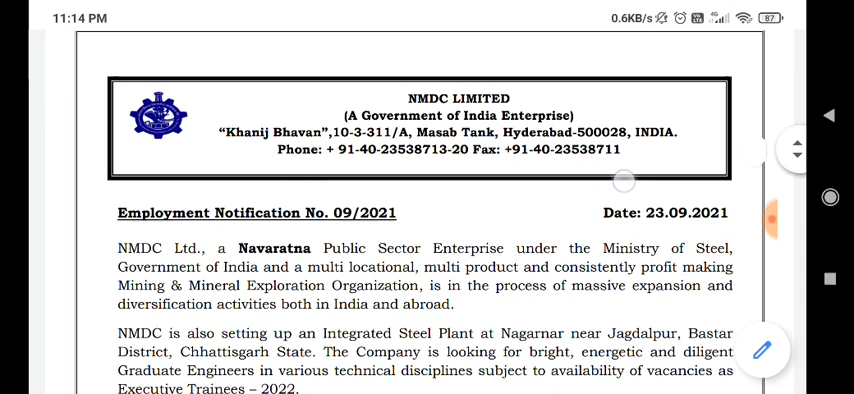 11:14 PM
0.6KB/s
4G
87
NMDC LIMITED
(A Government of India Enterprise)
“Khanij Bhavan”,10-3-311/A, Masab Tank, Hyderabad-500028, INDIA.
Phone: + 91-40-23538713-20 Fax: +91-40-23538711
Employment Notification No. 09/2021
Date: 23.09.2021
NMDC Ltd., a Navaratna Public Sector Enterprise under the Ministry of Steel,
Government of India and a multi locational, multi product and consistently profit making
Mining & Mineral Exploration Organization, is in the process of massive expansion and
diversification activities both in India and abroad.
NMDC is also setting up an Integrated Steel Plant at Nagarnar near Jagdalpur, Bastar
District, Chhattisgarh State. The Company is looking for bright, energetic and diligent
Graduate Engineers in various technical disciplines subject to availability of vacancies as
Executive Trainees – 2022.